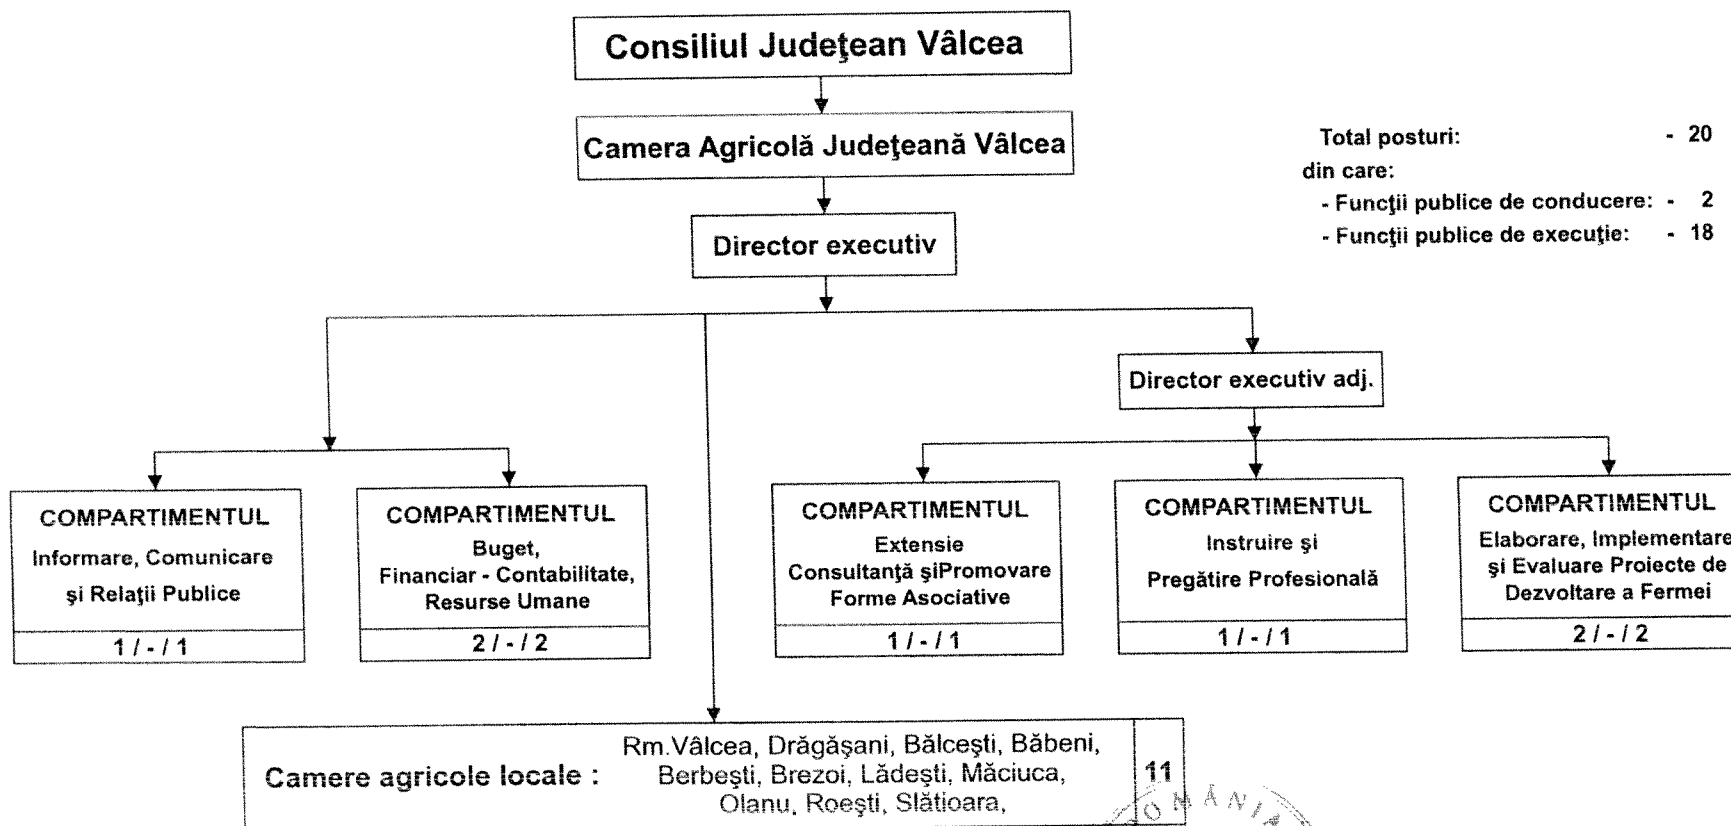 Consiliul Judeţean Vâlcea
Camera Agricolă Judeţeană Vâlcea
Total posturi: - 20
din care:
- Funcţii publice de conducere: - 2
- Funcţii publice de execuţie: - 18
Director executiv
Director executiv adj.
COMPARTIMENTUL
Informare, Comunicare
şi Relaţii Publice
1 / - / 1
COMPARTIMENTUL
Buget,
Financiar - Contabilitate,
Resurse Umane
2 / - / 2
COMPARTIMENTUL
Extensie
Consultanţă şiPromovare
Forme Asociative
1 / - / 1
COMPARTIMENTUL
Instruire şi
Pregătire Profesională
1 / - / 1
COMPARTIMENTUL
Elaborare, Implementare
şi Evaluare Proiecte de
Dezvoltare a Fermei
2 / - / 2
Camere agricole locale :
Rm.Vâlcea, Drăgăşani, Bălceşti, Băbeni,
Berbeşti, Brezoi, Lădeşti, Măciuca,
Olanu, Roeşti, Slătioara,
11
ROMÂNIA